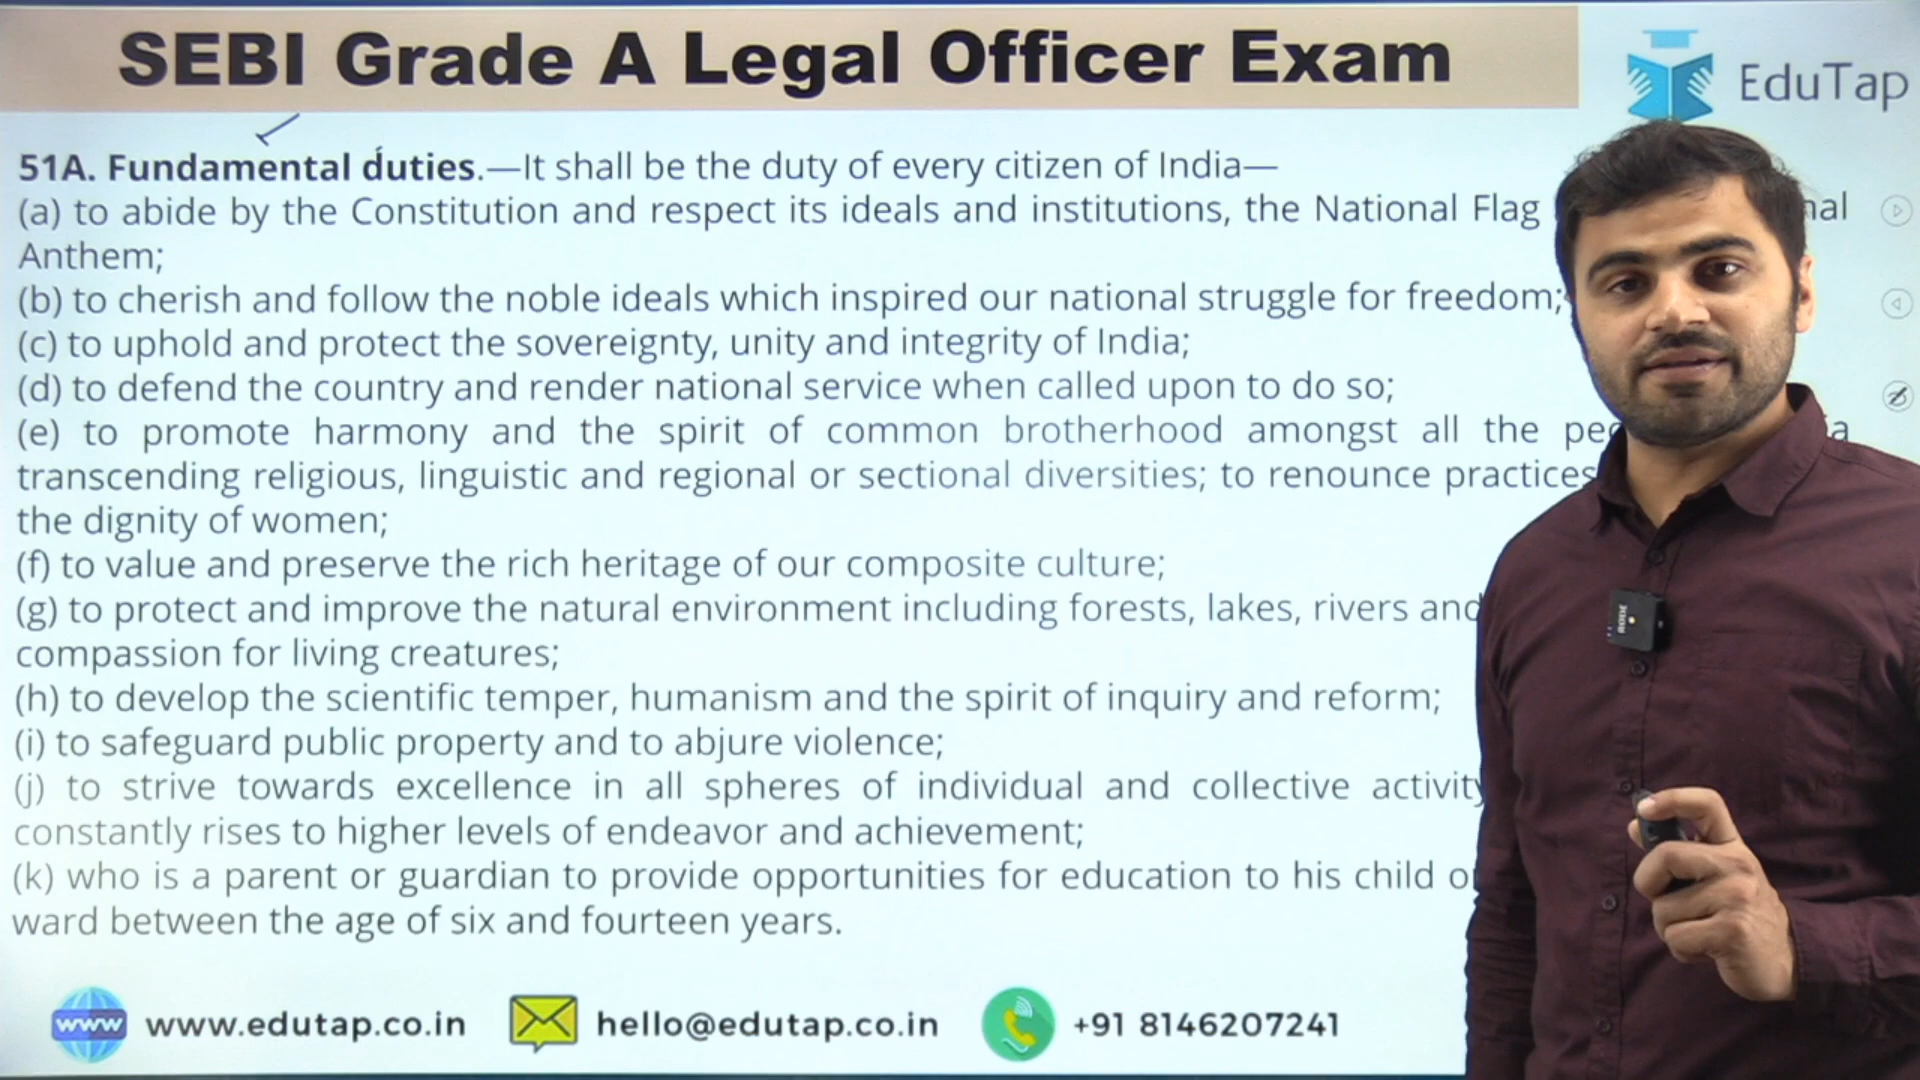 SEBI Grade A Legal Officer Exam
EduTap
51A. Fundamental duties.—It shall be the duty of every citizen of India—
(a) to abide by the Constitution and respect its ideals and institutions, the National Flag nal
Anthem;
(b) to cherish and follow the noble ideals which inspired our national struggle for freedom;
(c) to uphold and protect the sovereignty, unity and integrity of India;
(d) to defend the country and render national service when called upon to do so;
(e) to promote harmony and the spirit of common brotherhood amongst all the
transcending religious, linguistic and regional or sectional diversities; to renounce practices
the dignity of women;
(f) to value and preserve the rich heritage of our composite culture;
(g) to protect and improve the natural environment including forests, lakes, rivers and
compassion for living creatures;
(h) to develop the scientific temper, humanism and the spirit of inquiry and reform;
(i) to safeguard public property and to abjure violence;
(j) to strive towards excellence in all spheres of individual and collective activity
constantly rises to higher levels of endeavor and achievement;
(k) who is a parent or guardian to provide opportunities for education to his child
ward between the age of six and fourteen years.
RODE
www www.edutap.co.in hello@edutap.co.in +91 8146207241